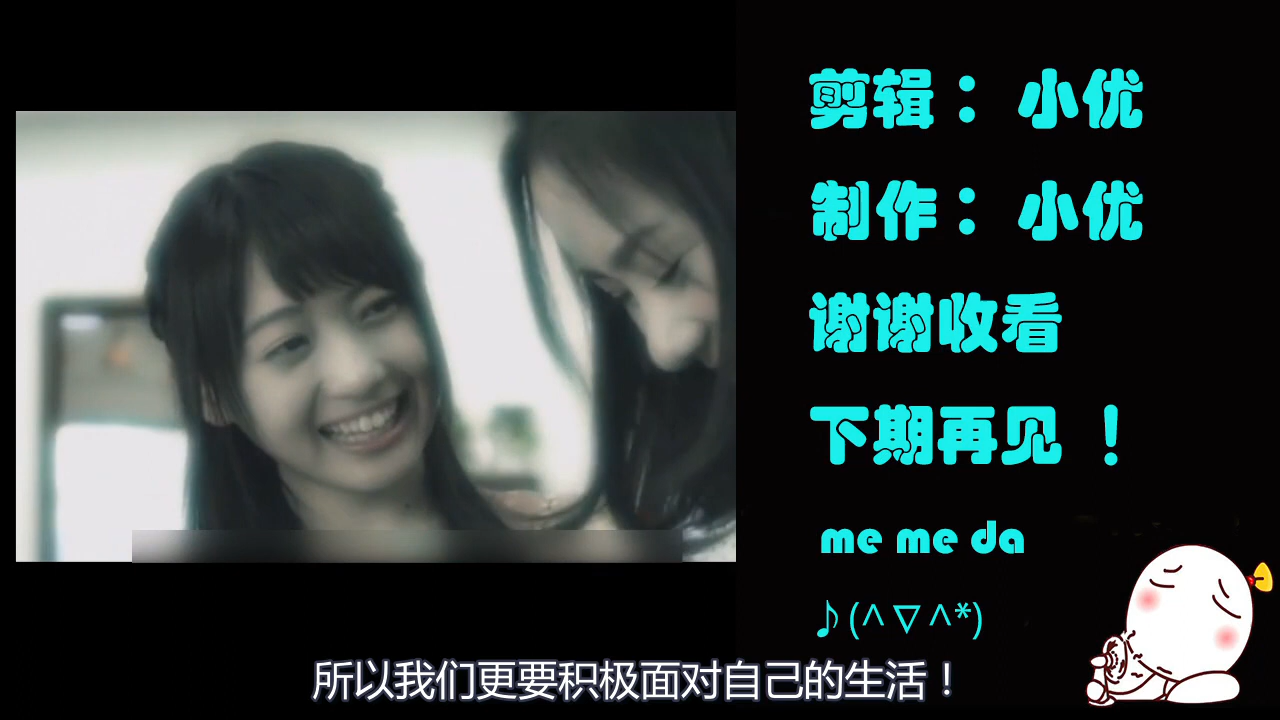 剪辑：小优
制作：小优
谢谢收看
下期再见 ！
me me da
♪(^∇^*)
所以我们更要积极面对自己的生活！